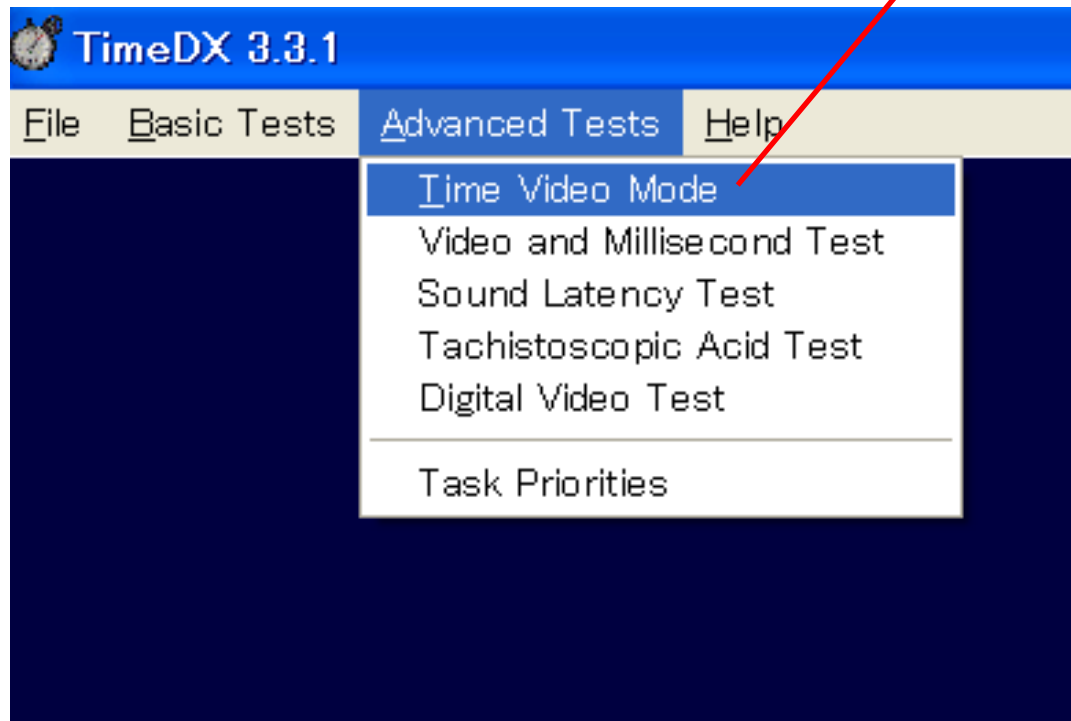 TimeDX 3.3.1
File Basic Tests Advanced Tests Help
Time Video Mode
Video and Millisecond Test
Sound Latency Test
Tachistoscopic Acid Test
Digital Video Test
Task Priorities